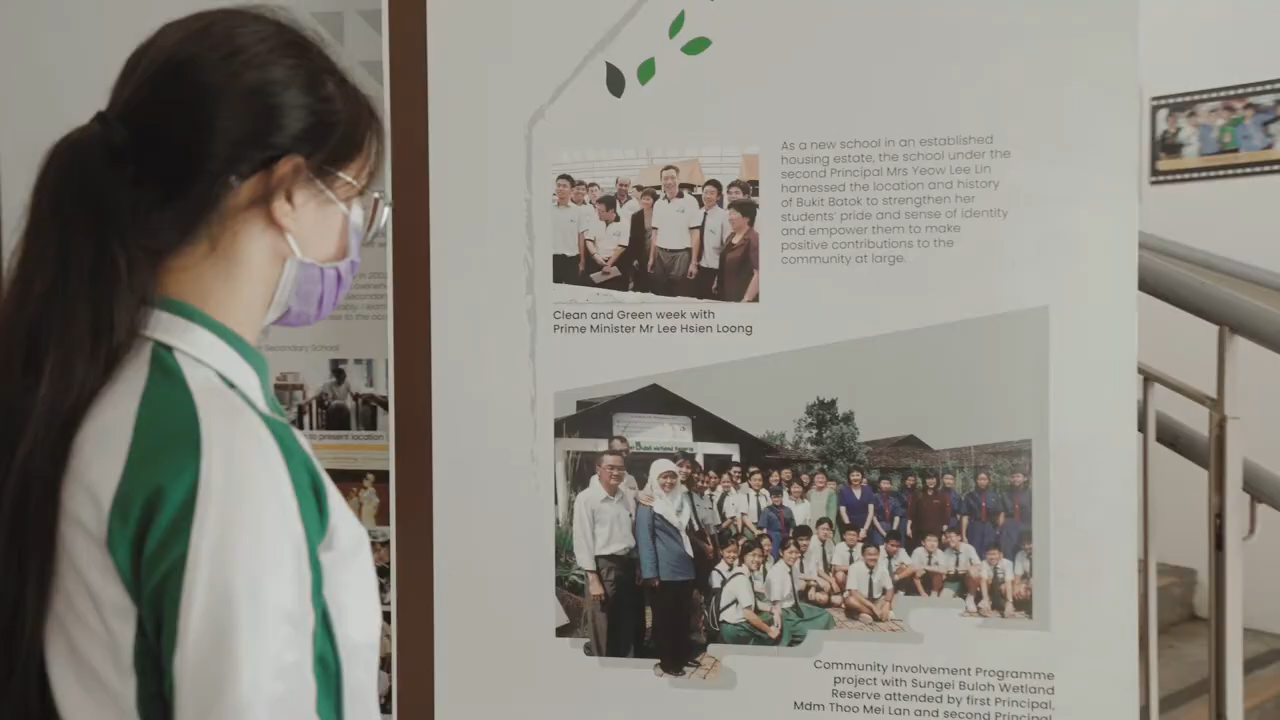 As a new school in an established
housing estate, the school under the
second Principal Mrs Yeow Lee Lin
harnessed the location and history
of Bukit Batok to strengthen her
students' pride and sense of identity
and empower them to make
positive contributions to the
community at large.
Clean and Green week with
Prime Minister Mr Lee Hsien Loong
Secondary School
to present location
Community Involvement Programme
project with Sungei Buloh Wetland
Reserve attended by first Principal,
Mdm Thoo Mei Lan and second Principal